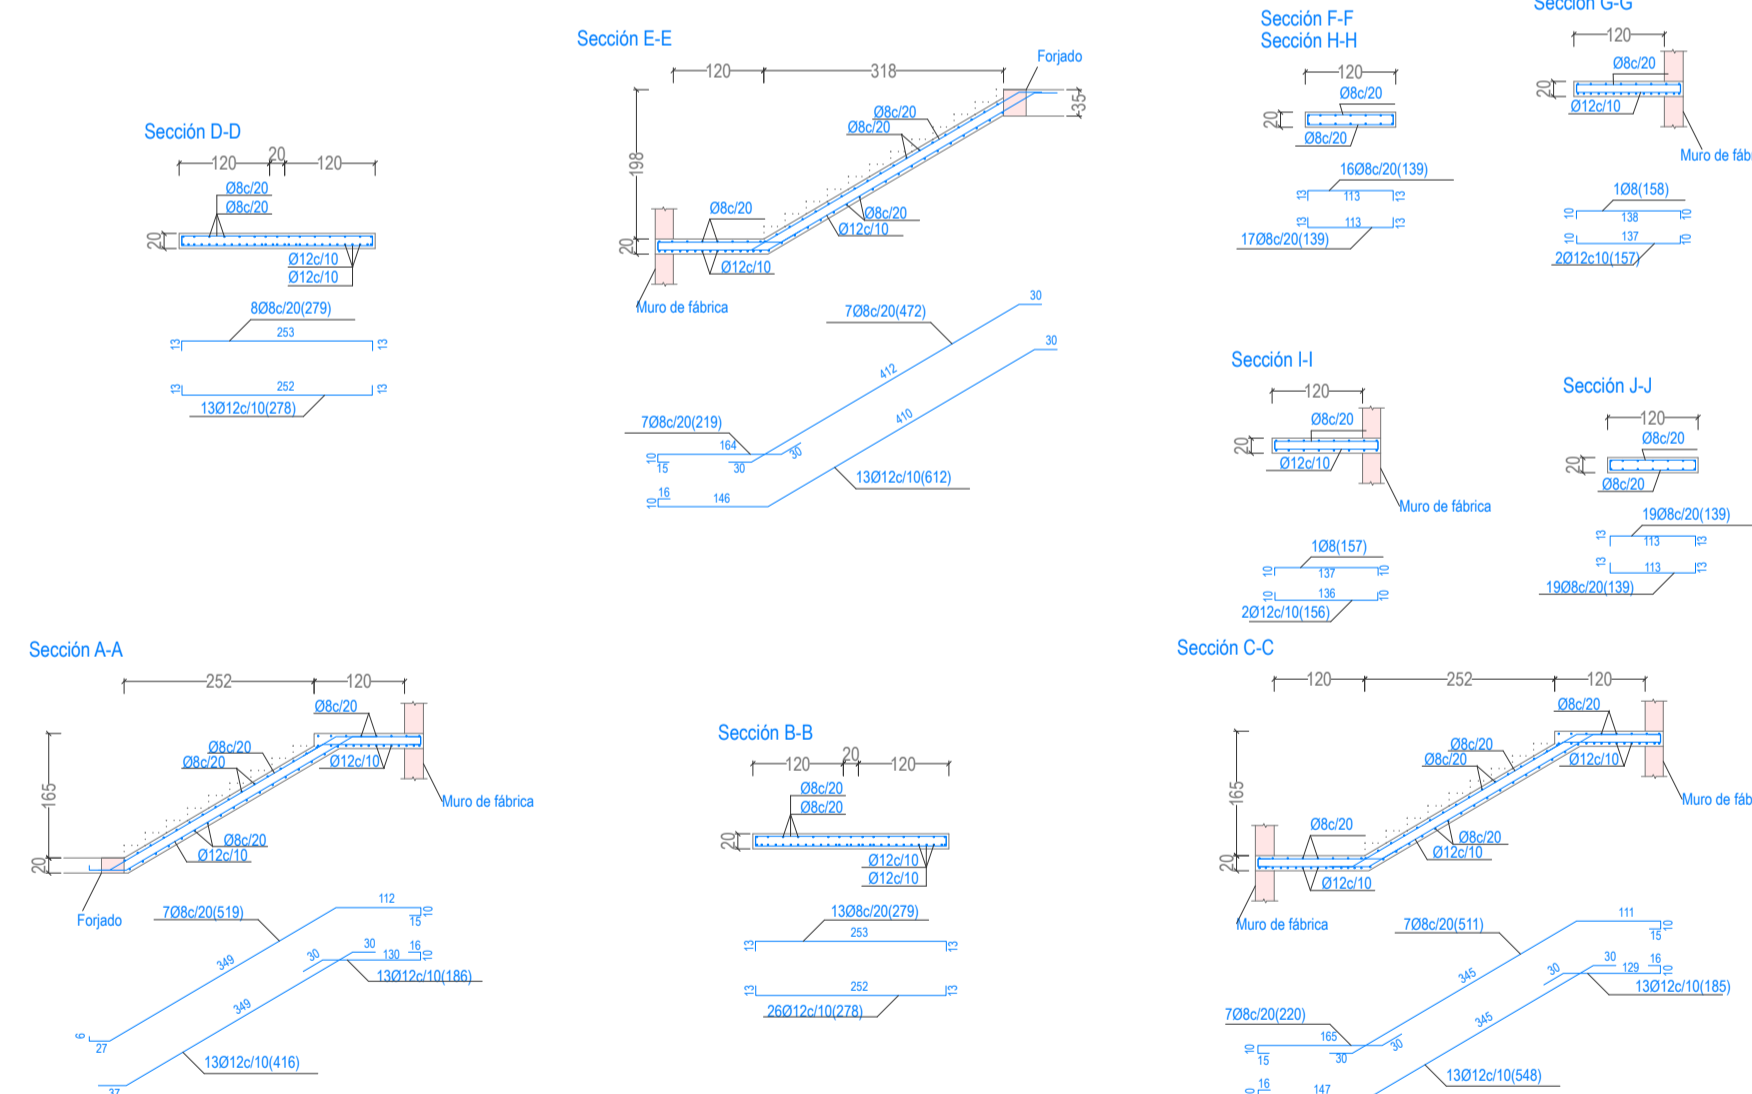 Sección D-D
120
20
120
Ø8c/20
Ø8c/20
20
Ø12c/10
Ø12c/10
8Ø8c/20(279)
253
13
13
252
13
13
13Ø12c/10(278)
Sección E-E
120
318
Forjado
35
198
Ø8c/20
Ø8c/20
Ø8c/20
Ø8c/20
Ø12c/10
20
Ø12c/10
Muro de fábrica
30
7Ø8c/20(472)
412
30
410
7Ø8c/20(219)
164
10
15
30
30
13Ø12c/10(612)
16
10
146
Sección F-F
Sección H-H
120
Ø8c/20
20
Ø8c/20
16Ø8c/20(139)
13
113
13
13
113
13
17Ø8c/20(139)
Sección G-G
120
Ø8c/20
20
Ø12c/10
Muro de fábr
1Ø8(158)
10
138
10
10
137
10
2Ø12c10(157)
Sección I-I
120
Ø8c/20
20
Ø12c/10
Muro de fábrica
1Ø8(157)
10
137
10
10
136
10
2Ø12c/10(156)
Sección J-J
120
Ø8c/20
20
Ø8c/20
19Ø8c/20(139)
13
113
13
13
113
13
19Ø8c/20(139)
Sección A-A
252
120
Ø8c/20
Ø8c/20
Ø8c/20
Ø12c/10
165
Muro de fábrica
Ø8c/20
Ø12c/10
20
Forjado
7Ø8c/20(519)
112
15
10
349
30
30
16
130
10
13Ø12c/10(186)
349
6
27
13Ø12c/10(416)
37
Sección B-B
120
20
120
Ø8c/20
Ø8c/20
20
Ø12c/10
Ø12c/10
13Ø8c/20(279)
253
13
13
252
13
13
26Ø12c/10(278)
Sección C-C
120
252
120
Ø8c/20
Ø8c/20
Ø8c/20
Ø12c/10
165
Muro de fáb
Ø8c/20
Ø8c/20
Ø12c/10
20
Ø12c/10
Muro de fábrica
7Ø8c/20(511)
111
15
10
345
30
30
16
129
10
13Ø12c/10(185)
7Ø8c/20(220)
165
10
15
30
30
345
13Ø12c/10(548)
16
147